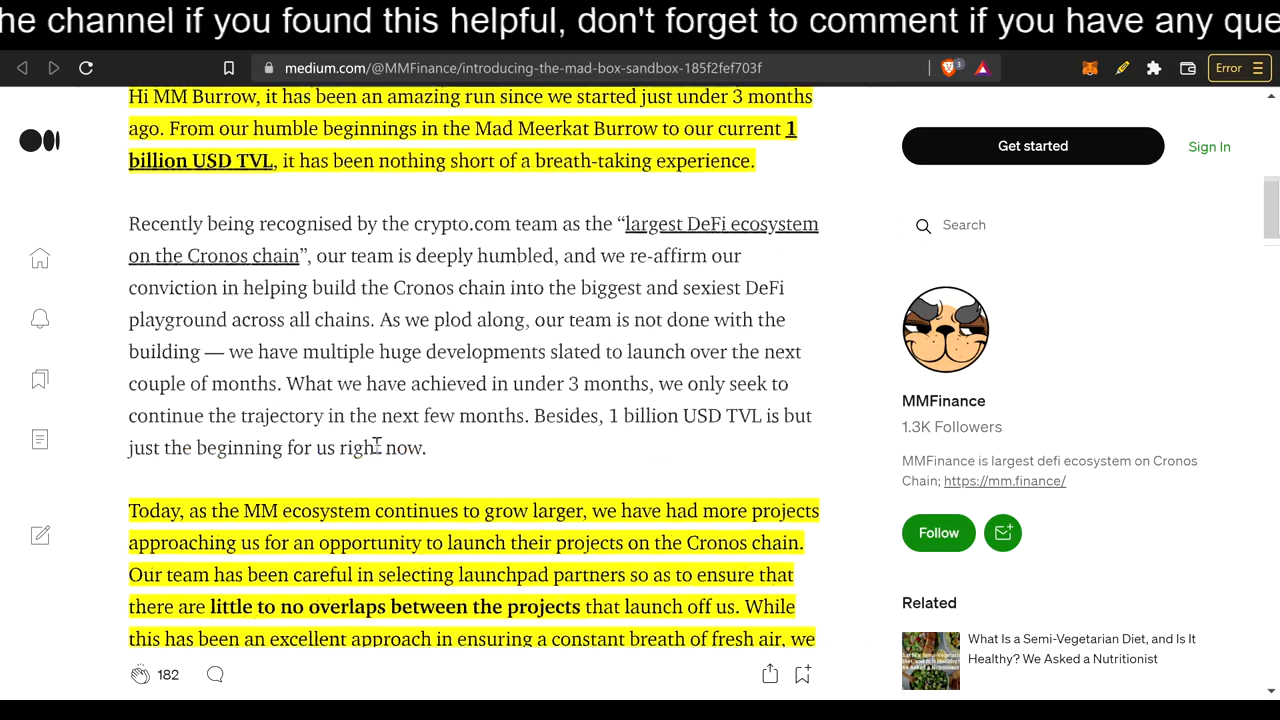 he channel if you found this helpful, don't forget to comment if you have any que
medium.com/@MMFinance/introducing-the-mad-box-sandbox-185f2fef703f
3
Error
Hi MM Burrow, it has been an amazing run since we started just under 3 months
ago. From our humble beginnings in the Mad Meerkat Burrow to our current 1
billion USD TVL, it has been nothing short of a breath-taking experience.
Recently being recognised by the crypto.com team as the “largest DeFi ecosystem
on the Cronos chain”, our team is deeply humbled, and we re-affirm our
conviction in helping build the Cronos chain into the biggest and sexiest DeFi
playground across all chains. As we plod along, our team is not done with the
building — we have multiple huge developments slated to launch over the next
couple of months. What we have achieved in under 3 months, we only seek to
continue the trajectory in the next few months. Besides, 1 billion USD TVL is but
just the beginning for us right now.
Today, as the MM ecosystem continues to grow larger, we have had more projects
approaching us for an opportunity to launch their projects on the Cronos chain.
Our team has been careful in selecting launchpad partners so as to ensure that
there are little to no overlaps between the projects that launch off us. While
this has been an excellent approach in ensuring a constant breath of fresh air, we
182
Get started
Sign In
Search
MMFinance
1.3K Followers
MMFinance is largest defi ecosystem on Cronos
Chain; https://mm.finance/
Follow
Related
What Is a Semi-Vegetarian Diet, and Is It
Healthy? We Asked a Nutritionist